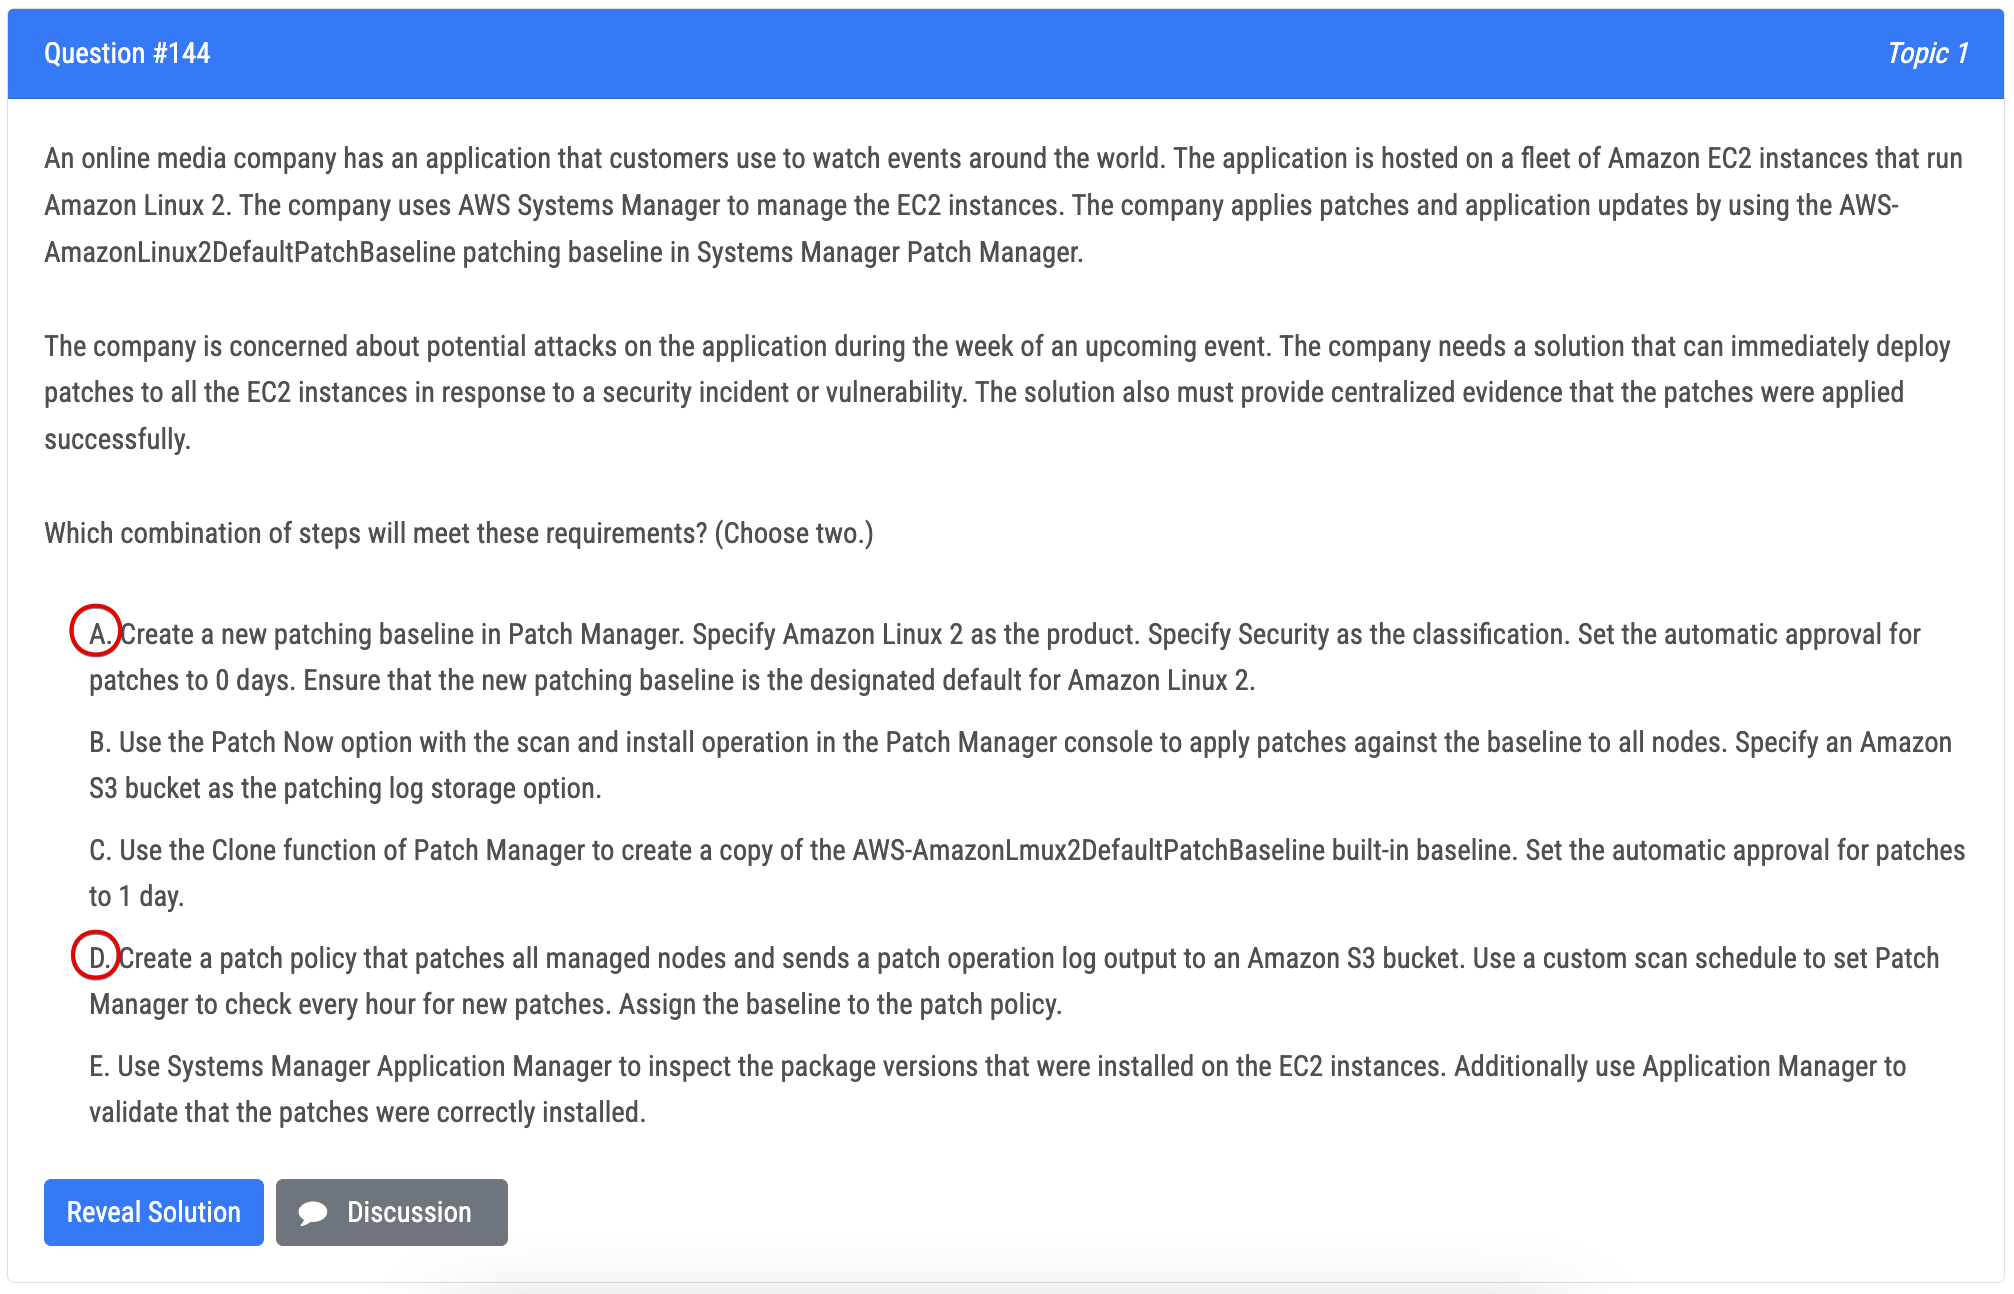 Question #144
Topic 1
An online media company has an application that customers use to watch events around the world. The application is hosted on a fleet of Amazon EC2 instances that run
Amazon Linux 2. The company uses AWS Systems Manager to manage the EC2 instances. The company applies patches and application updates by using the AWS-
AmazonLinux2DefaultPatchBaseline patching baseline in Systems Manager Patch Manager.
The company is concerned about potential attacks on the application during the week of an upcoming event. The company needs a solution that can immediately deploy
patches to all the EC2 instances in response to a security incident or vulnerability. The solution also must provide centralized evidence that the patches were applied
successfully.
Which combination of steps will meet these requirements? (Choose two.)
A. Create a new patching baseline in Patch Manager. Specify Amazon Linux 2 as the product. Specify Security as the classification. Set the automatic approval for
patches to 0 days. Ensure that the new patching baseline is the designated default for Amazon Linux 2.
B. Use the Patch Now option with the scan and install operation in the Patch Manager console to apply patches against the baseline to all nodes. Specify an Amazon
S3 bucket as the patching log storage option.
C. Use the Clone function of Patch Manager to create a copy of the AWS-AmazonLmux2DefaultPatchBaseline built-in baseline. Set the automatic approval for patches
to 1 day.
D. Create a patch policy that patches all managed nodes and sends a patch operation log output to an Amazon S3 bucket. Use a custom scan schedule to set Patch
Manager to check every hour for new patches. Assign the baseline to the patch policy.
E. Use Systems Manager Application Manager to inspect the package versions that were installed on the EC2 instances. Additionally use Application Manager to
validate that the patches were correctly installed.
Reveal Solution
Discussion